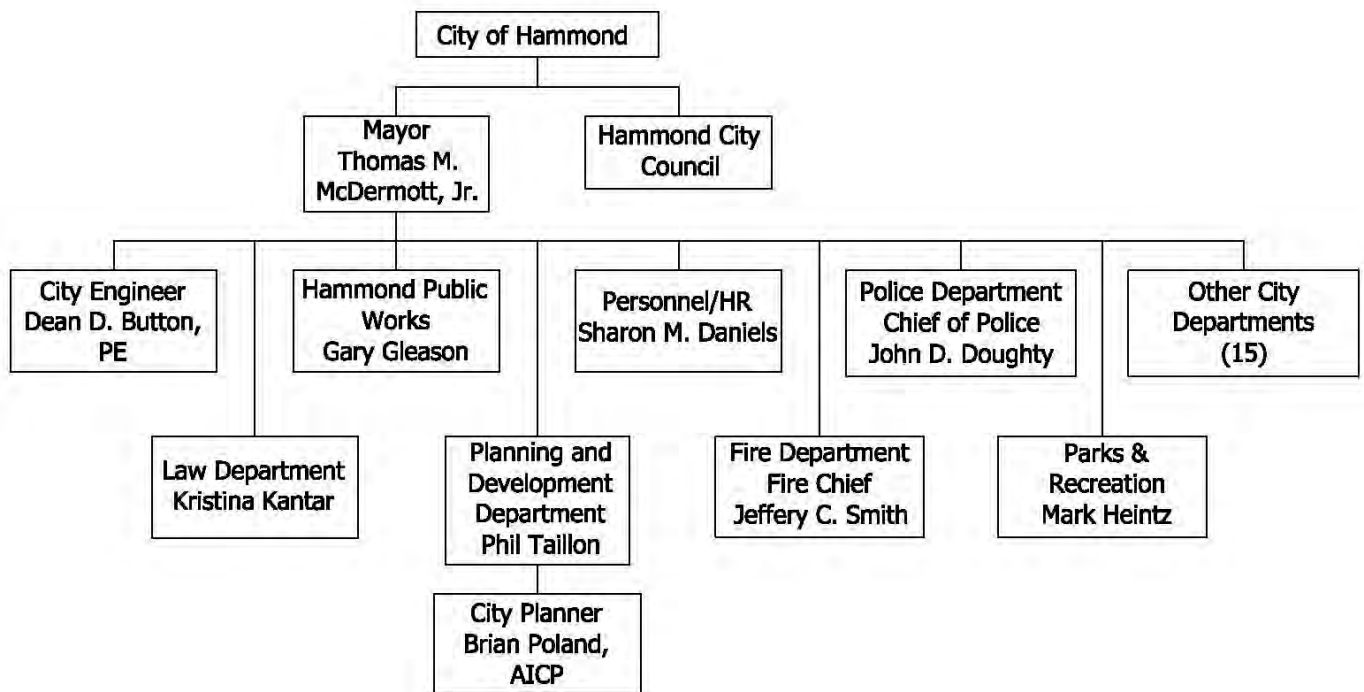 City of Hammond
Mayor
Thomas M.
McDermott, Jr.
Hammond City
Council
City Engineer
Dean D. Button,
PE
Hammond Public
Works
Gary Gleason
Personnel/HR
Sharon M. Daniels
Police Department
Chief of Police
John D. Doughty
Other City
Departments
(15)
Law Department
Kristina Kantar
Planning and
Development
Department
Phil Taillon
Fire Department
Fire Chief
Jeffery C. Smith
Parks &
Recreation
Mark Heintz
City Planner
Brian Poland,
AICP